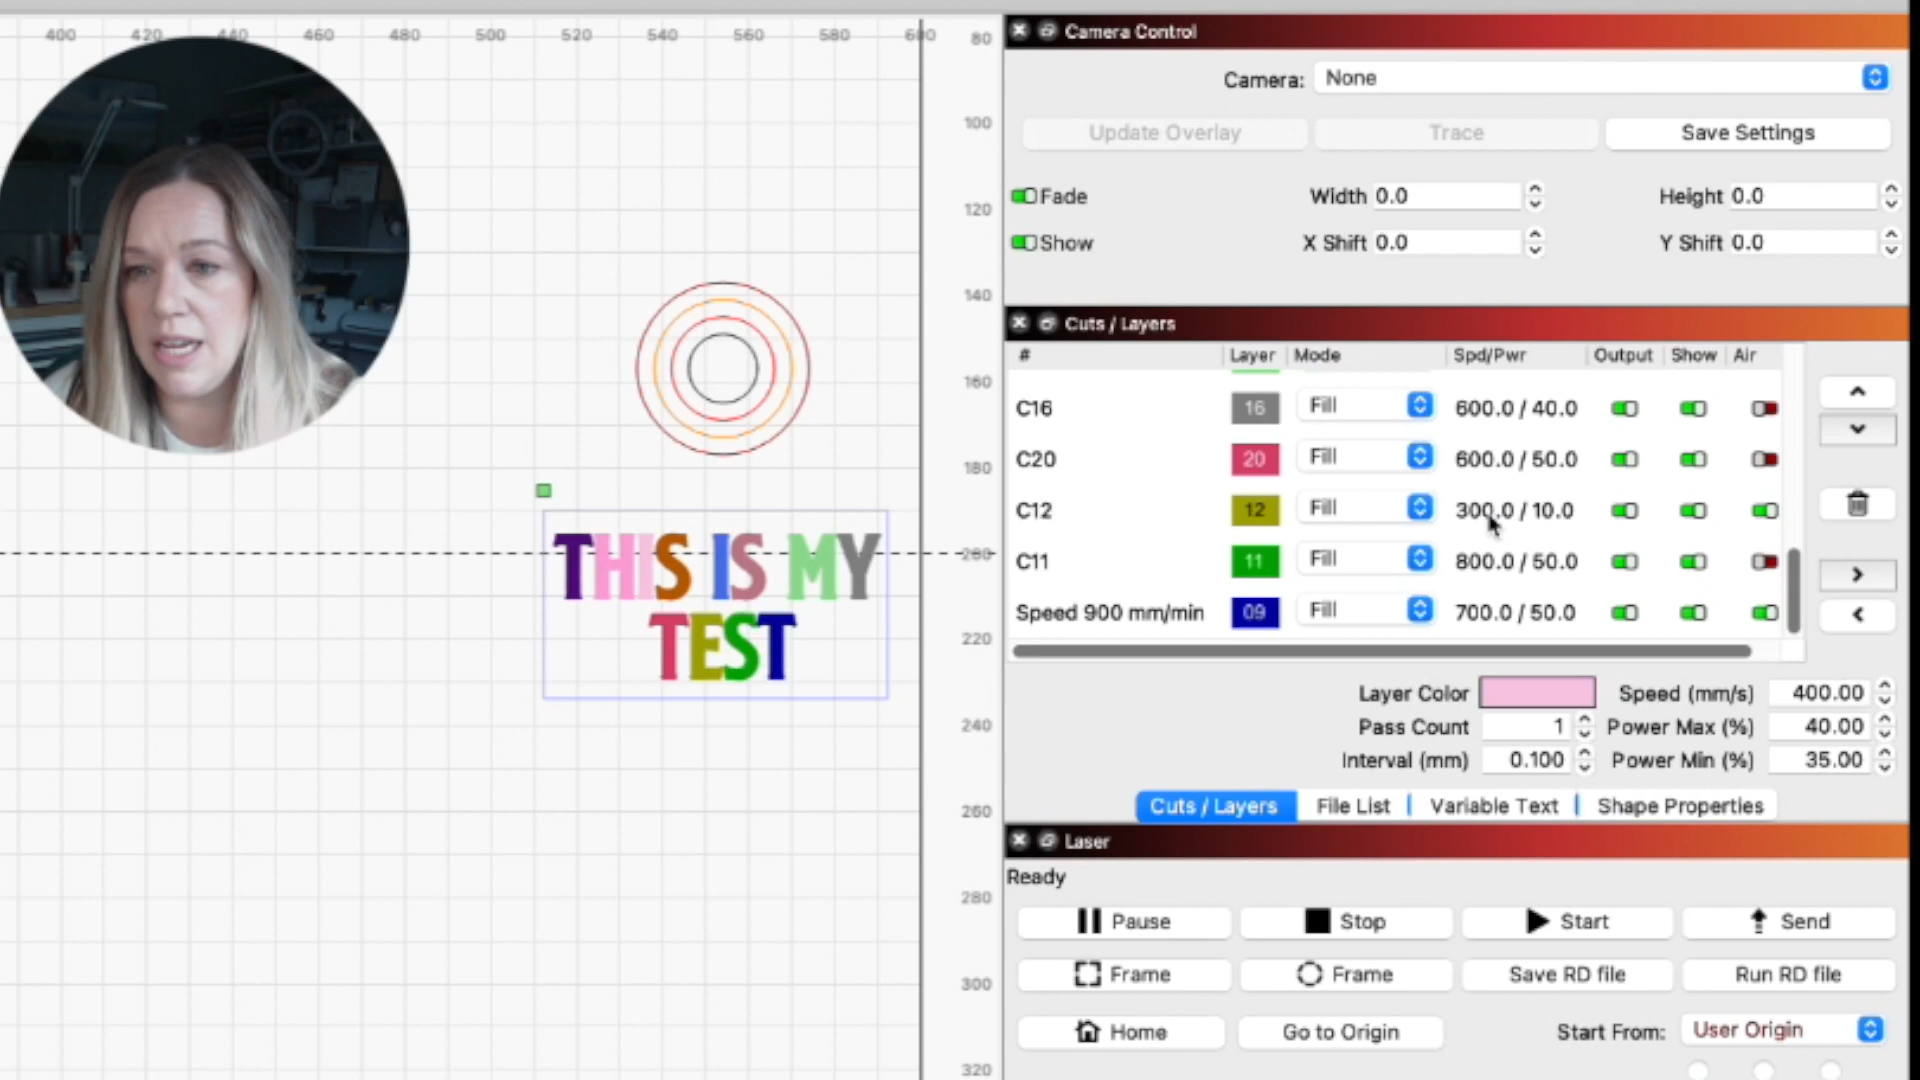 400 420 440 460 480 500 520 540 560 580 600
80
100
120
140
160
180
200
220
240
260
280
300
320
THIS IS MY
TEST
Camera Control
Camera: None
Update Overlay Trace Save Settings
Fade Width 0.0 Height 0.0
Show X Shift 0.0 Y Shift 0.0
Cuts / Layers
# Layer Mode Spd/Pwr Output Show Air
C16 16 Fill 600.0 / 40.0
C20 20 Fill 600.0 / 50.0
C12 12 Fill 300.0 / 10.0
C11 11 Fill 800.0 / 50.0
Speed 900 mm/min 09 Fill 700.0 / 50.0
Layer Color Speed (mm/s) 400.00
Pass Count 1 Power Max (%) 40.00
Interval (mm) 0.100 Power Min (%) 35.00
Cuts / Layers File List Variable Text Shape Properties
Laser
Ready
Pause Stop Start Send
Frame Frame Save RD file Run RD file
Home Go to Origin Start From: User Origin